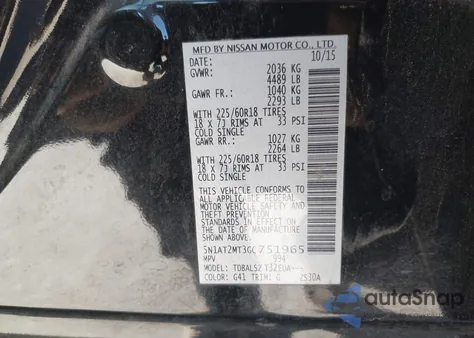 MFD BY NISSAN MOTOR CO., LTD.
DATE: 10/15
GVWR: 2036 KG
4489 LB
GAWR FR.: 1040 KG
2293 LB
WITH 225/60R18 TIRES
18 X 7J RIMS AT 33 PSI
COLD SINGLE
GAWR RR.: 1027 KG
2264 LB
WITH 225/60R18 TIRES
18 X 7J RIMS AT 33 PSI
COLD SINGLE
THIS VEHICLE CONFORMS TO
ALL APPLICABLE FEDERAL
MOTOR VEHICLE SAFETY AND
THEFT PREVENTION
STANDARDS IN EFFECT ON
THE DATE OF MANUFACTURE
SHOWN ABOVE.
5N1AT2MT3GC751965
MPV 994
MODEL:
COLOR: G41 TRIM: G 2530A
autoSnap